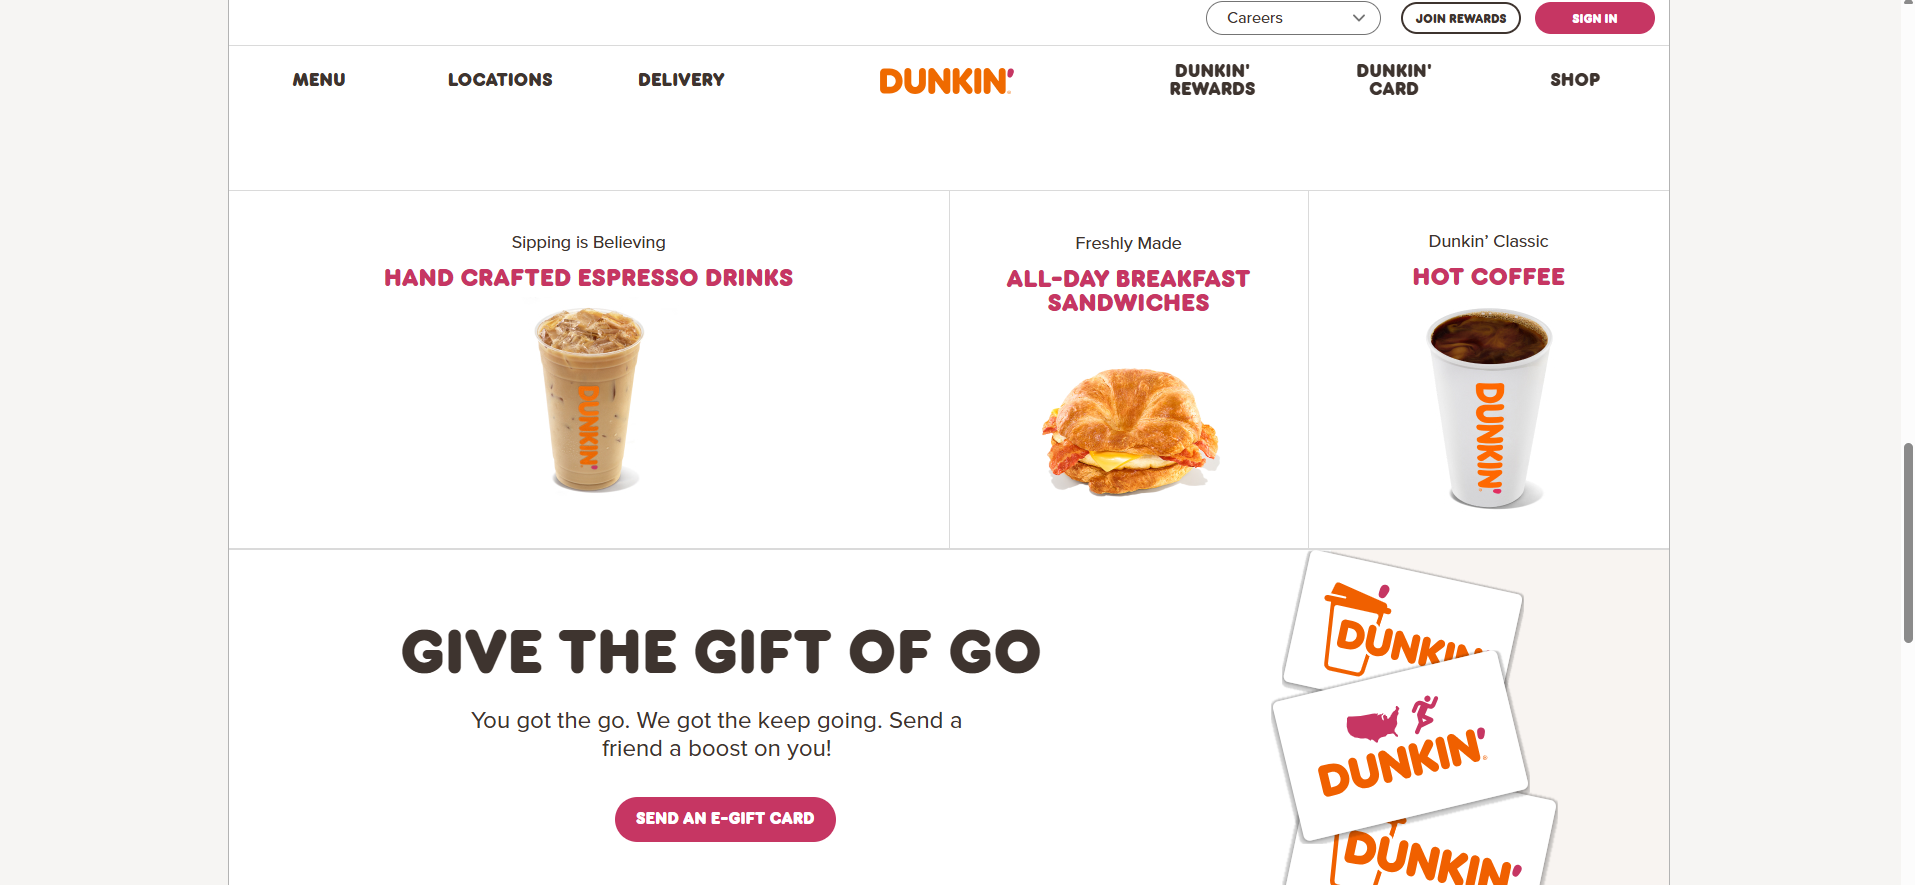 Careers
JOIN REWARDS
SIGN IN
MENU
LOCATIONS
DELIVERY
DUNKIN'
DUNKIN'
REWARDS
DUNKIN'
CARD
SHOP
Sipping is Believing
HAND CRAFTED ESPRESSO DRINKS
DUNKIN'
Freshly Made
ALL-DAY BREAKFAST
SANDWICHES
Dunkin’ Classic
HOT COFFEE
DUNKIN'
GIVE THE GIFT OF GO
You got the go. We got the keep going. Send a
friend a boost on you!
SEND AN E-GIFT CARD
DUNKIN'
DUNKIN'
DUNKIN'